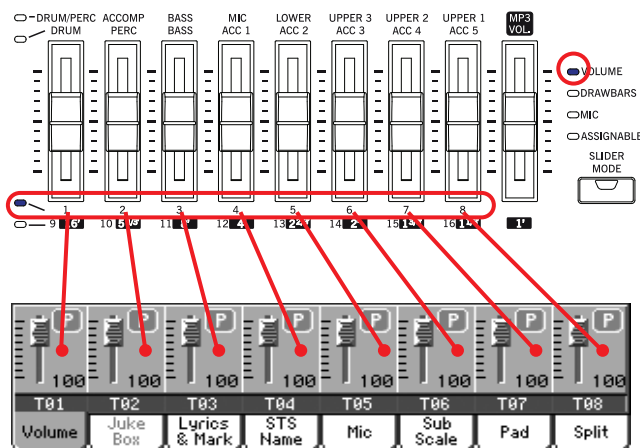 DRUM/PERC ACCOMP BASS MIC LOWER UPPER 3 UPPER 2 UPPER 1 MP3
DRUM PERC BASS ACC 1 ACC 2 ACC 3 ACC 4 ACC 5 VOL.
VOLUME
DRAWBARS
MIC
ASSIGNABLE
SLIDER
MODE
1 2 3 4 5 6 7 8
9 10 11 12 13 14 15 16 1'
P P P P P P P P
100 100 100 100 100 100 100 100
T01 T02 T03 T04 T05 T06 T07 T08
Volume Juke Lyrics STS Mic Sub Pad Split
Box & Mark Name Scale